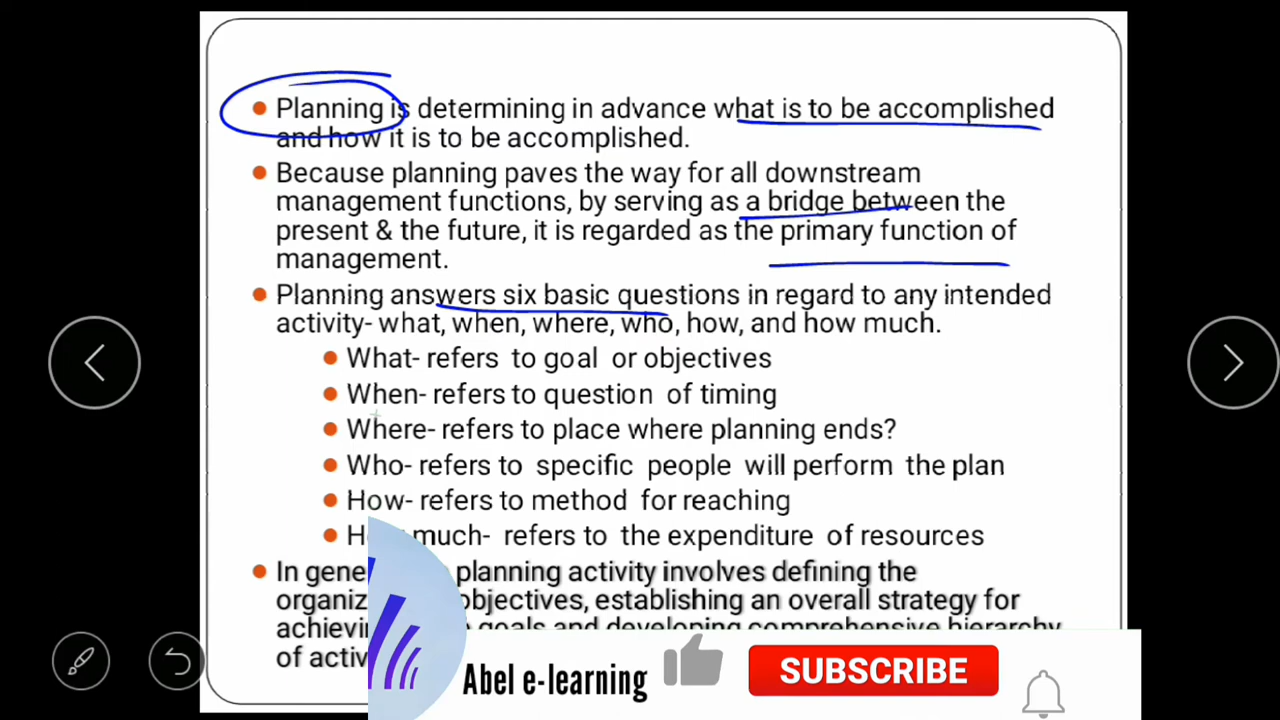 Planning is determining in advance what is to be accomplished
and how it is to be accomplished.
Because planning paves the way for all downstream
management functions, by serving as a bridge between the
present & the future, it is regarded as the primary function of
management.
Planning answers six basic questions in regard to any intended
activity- what, when, where, who, how, and how much.
What- refers to goal or objectives
When- refers to question of timing
Where- refers to place where planning ends?
Who- refers to specific people will perform the plan
How- refers to method for reaching
much- refers to the expenditure of resources
In planning activity involves defining the
objectives, establishing an overall strategy for
goals and developing comprehensive hierarchy
of
Abel e-learning
SUBSCRIBE